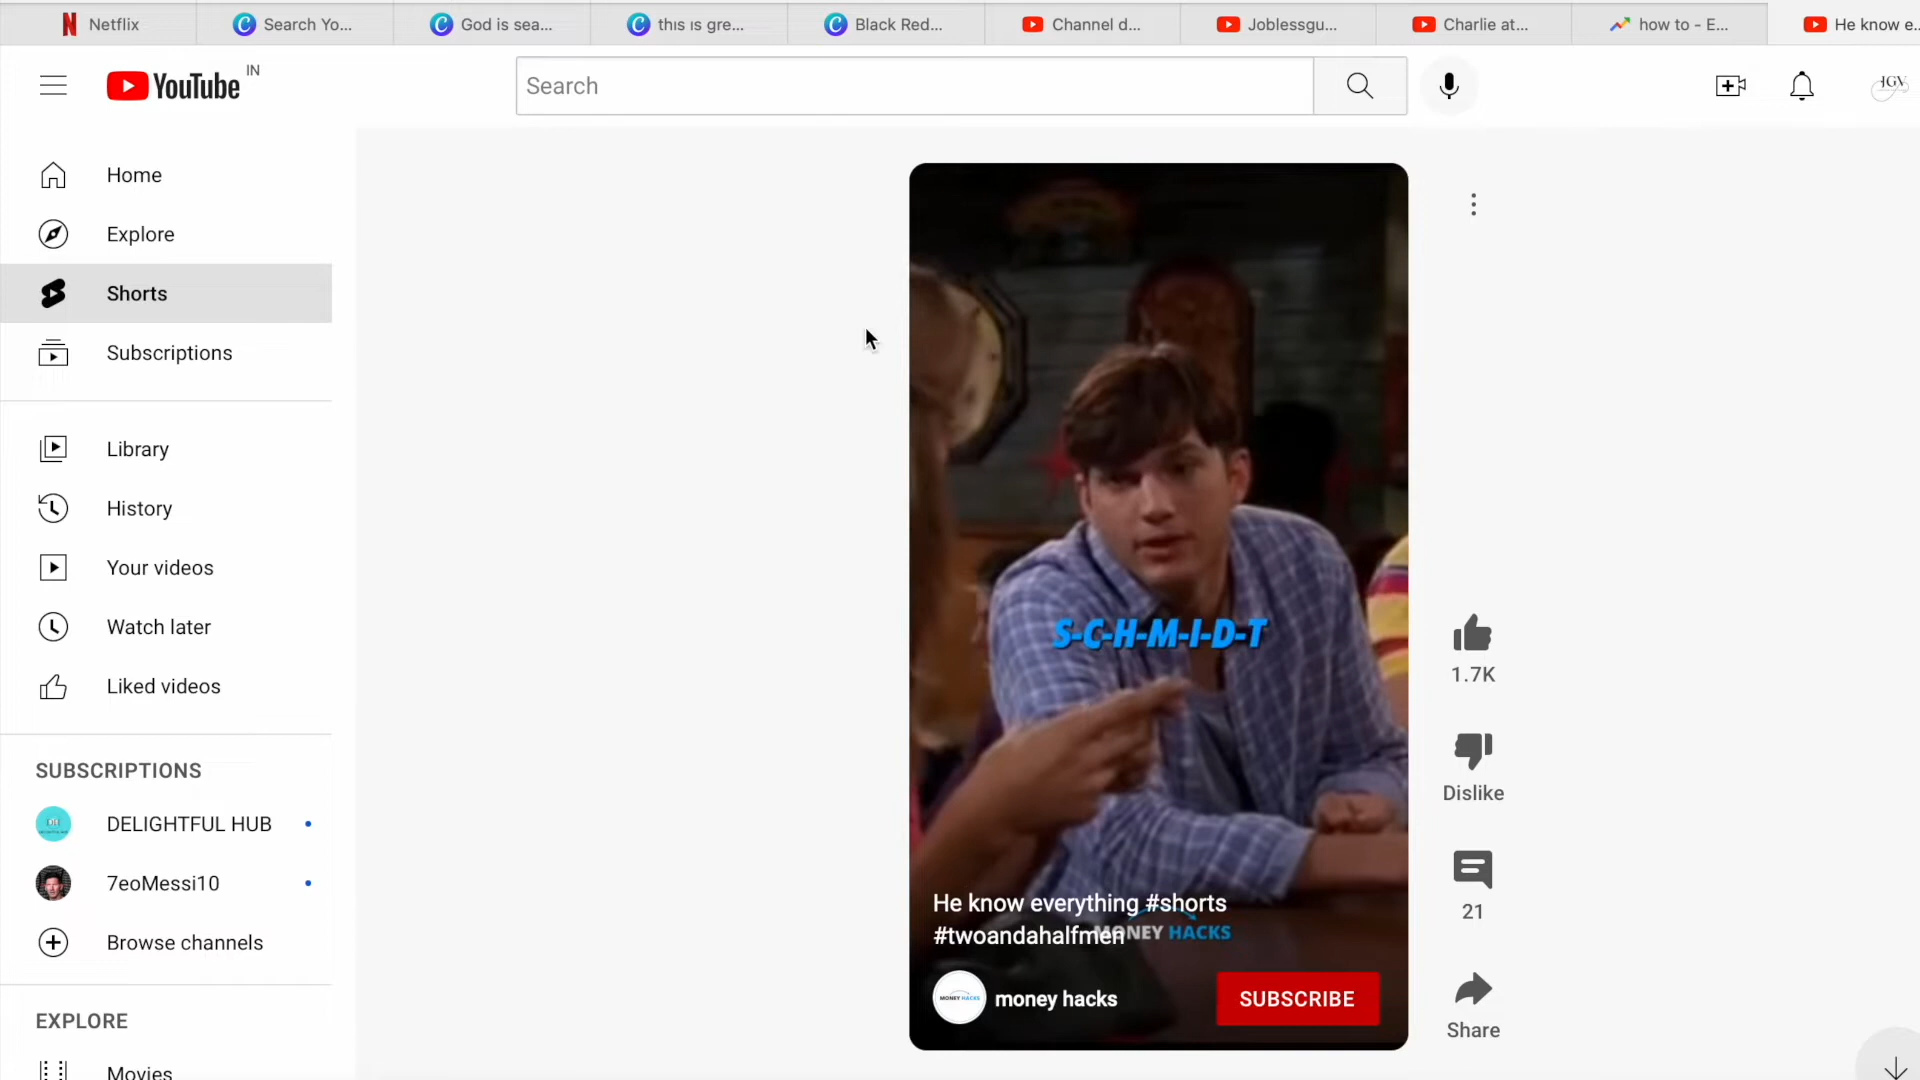 Netflix
Search Yo...
God is sea...
this is gre...
Black Red...
Channel d...
Joblessgu...
Charlie at...
how to - E...
He know e...
YouTube IN
Search
JGV
Home
Explore
Shorts
Subscriptions
Library
History
Your videos
Watch later
Liked videos
SUBSCRIPTIONS
DELIGHTFUL HUB
7eoMessi10
Browse channels
EXPLORE
Movies
S-C-H-M-I-D-T
He know everything #shorts
#twoandahalfmen
MONEY HACKS
MONEY HACKS
money hacks
SUBSCRIBE
1.7K
Dislike
21
Share